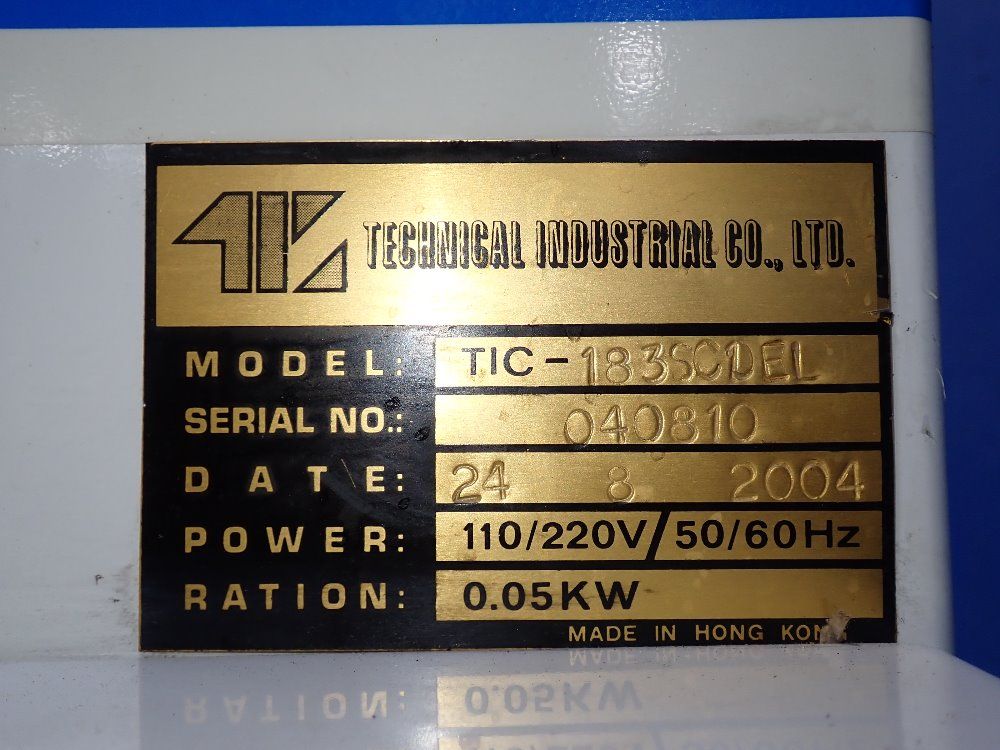 TIC TECHNICAL INDUSTRIAL CO., LTD.
MODEL: TIC-183SCDEL
SERIAL NO.: 040810
DATE: 24 8 2004
POWER: 110/220V/50/60Hz
RATION: 0.05KW
MADE IN HONG KONG